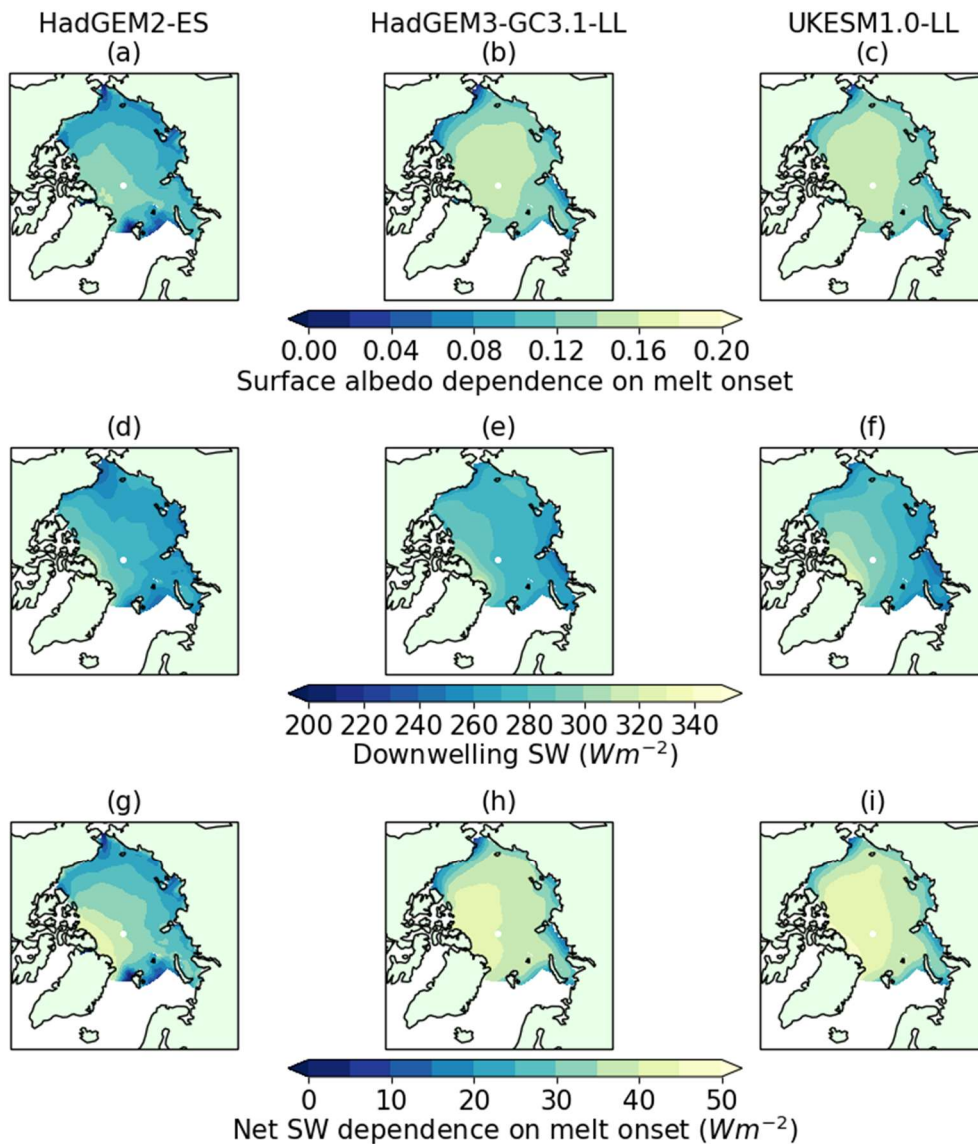 HadGEM2-ES HadGEM3-GC3.1-LL UKESM1.0-LL
(a) (b) (c)
0.00 0.04 0.08 0.12 0.16 0.20
Surface albedo dependence on melt onset
(d) (e) (f)
200 220 240 260 280 300 320 340
Downwelling SW (Wm⁻²)
(g) (h) (i)
0 10 20 30 40 50
Net SW dependence on melt onset (Wm⁻²)